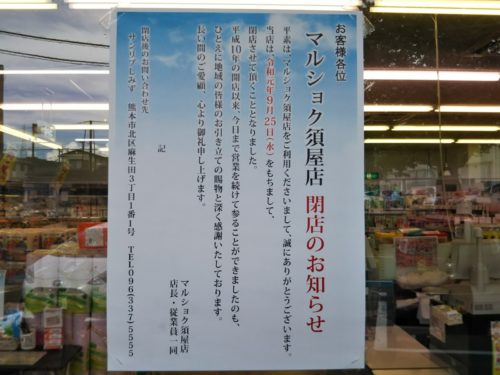 お客様各位
マルショク須屋店 閉店のお知らせ
平素は、マルショク須屋店をご利用くださいまして、誠にありがとうございます。
当店は、令和元年9月25日(水)をもちまして、
閉店させて頂くこととなりました。
平成10年の開店以来、今日まで営業を続けて参ることができましたのも、
ひとえに地域の皆様のお引き立ての賜物と深く感謝いたしております。
長い間のご愛顧、心より御礼申し上げます。
マルショク須屋店
店長・従業員一同
記
閉店後のお問い合わせ先
サンリブしみず 熊本市北区麻生田3丁目1番1号 TEL096(337)5555